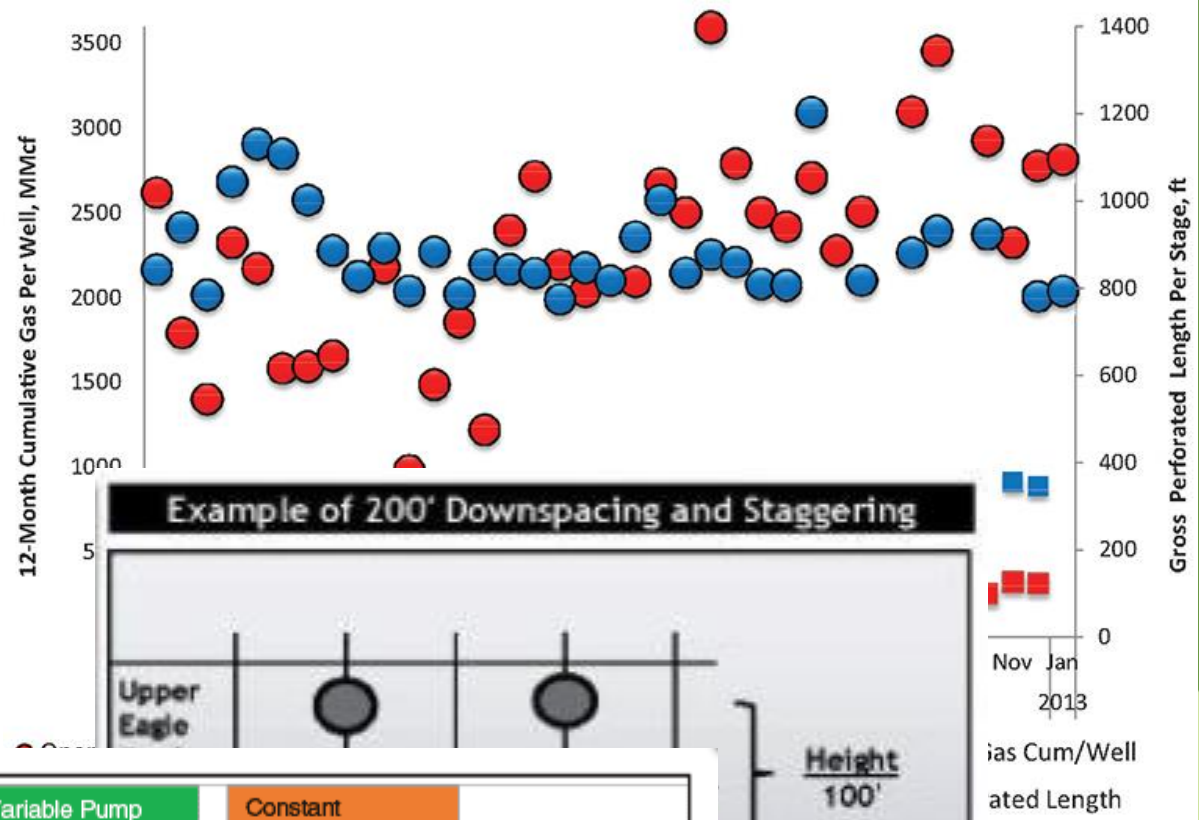 3500
3000
2500
2000
1500
1000
5
12-Month Cumulative Gas Per Well, MMcf
1400
1200
1000
800
600
400
200
0
Gross Perforated Length Per Stage, ft
Nov Jan
2013
Gas Cum/Well
ated Length
Example of 200' Downspacing and Staggering
Upper
Eagle
Height
100'
ariable Pump
Constant